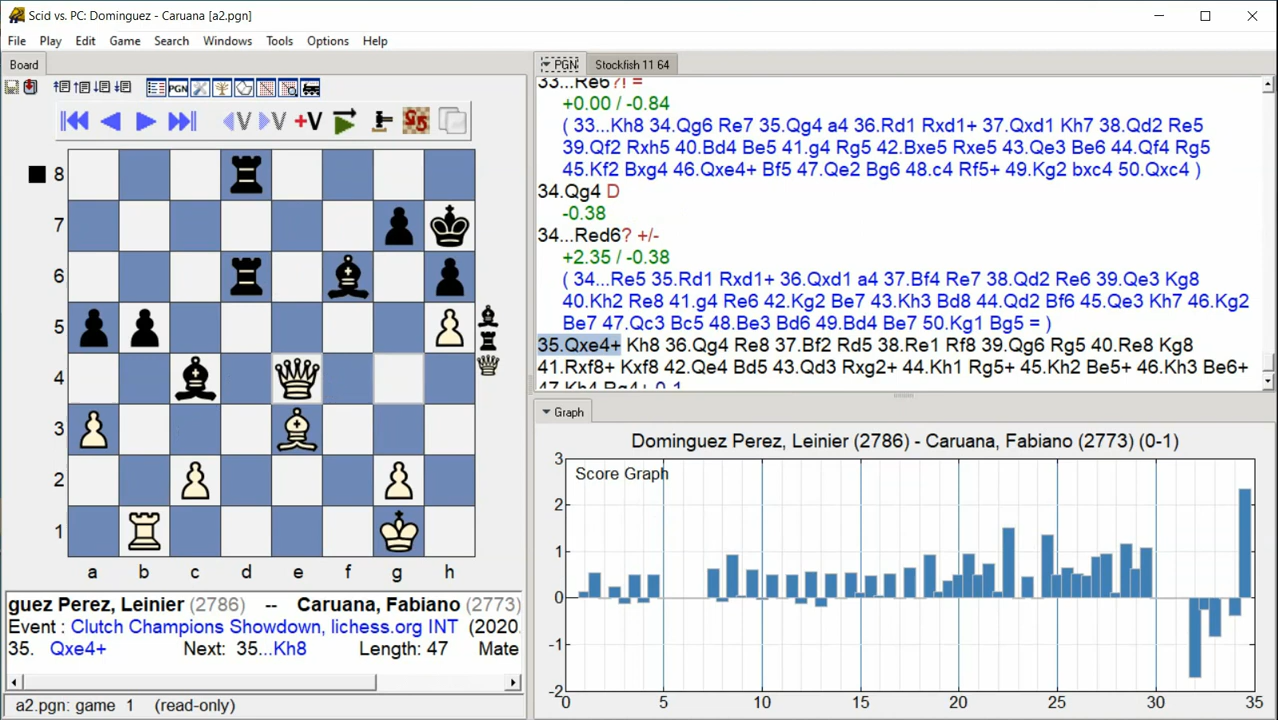 Scid vs. PC: Dominguez - Caruana [a2.pgn]
File Play Edit Game Search Windows Tools Options Help
Board
PGN Stockfish 11 64
PGN
V V +V
8
7
6
5
4
3
2
1
a b c d e f g h
guez Perez, Leinier (2786) -- Caruana, Fabiano (2773)
Event : Clutch Champions Showdown, lichess.org INT (2020.
35. Qxe4+ Next: 35...Kh8 Length: 47 Mate
a2.pgn: game 1 (read-only)
33...Re6?! =
+0.00 / -0.84
( 33...Kh8 34.Qg6 Re7 35.Qg4 a4 36.Rd1 Rxd1+ 37.Qxd1 Kh7 38.Qd2 Re5
39.Qf2 Rxh5 40.Bd4 Be5 41.g4 Rg5 42.Bxe5 Rxe5 43.Qe3 Be6 44.Qf4 Rg5
45.Kf2 Bxg4 46.Qxe4+ Bf5 47.Qe2 Bg6 48.c4 Rf5+ 49.Kg2 bxc4 50.Qxc4 )
34.Qg4 D
-0.38
34...Red6? +/-
+2.35 / -0.38
( 34...Re5 35.Rd1 Rxd1+ 36.Qxd1 a4 37.Bf4 Re7 38.Qd2 Re6 39.Qe3 Kg8
40.Kh2 Re8 41.g4 Re6 42.Kg2 Be7 43.Kh3 Bd8 44.Qd2 Bf6 45.Qe3 Kh7 46.Kg2
Be7 47.Qc3 Bc5 48.Be3 Bd6 49.Bd4 Be7 50.Kg1 Bg5 = )
35.Qxe4+ Kh8 36.Qg4 Re8 37.Bf2 Rd5 38.Re1 Rf8 39.Qg6 Rg5 40.Re8 Kg8
41.Rxf8+ Kxf8 42.Qe4 Bd5 43.Qd3 Rxg2+ 44.Kh1 Rg5+ 45.Kh2 Be5+ 46.Kh3 Be6+
47.Kh4 Rg4+ 0-1
Graph
Dominguez Perez, Leinier (2786) - Caruana, Fabiano (2773) (0-1)
Score Graph
3
2
1
0
-1
-2
0 5 10 15 20 25 30 35